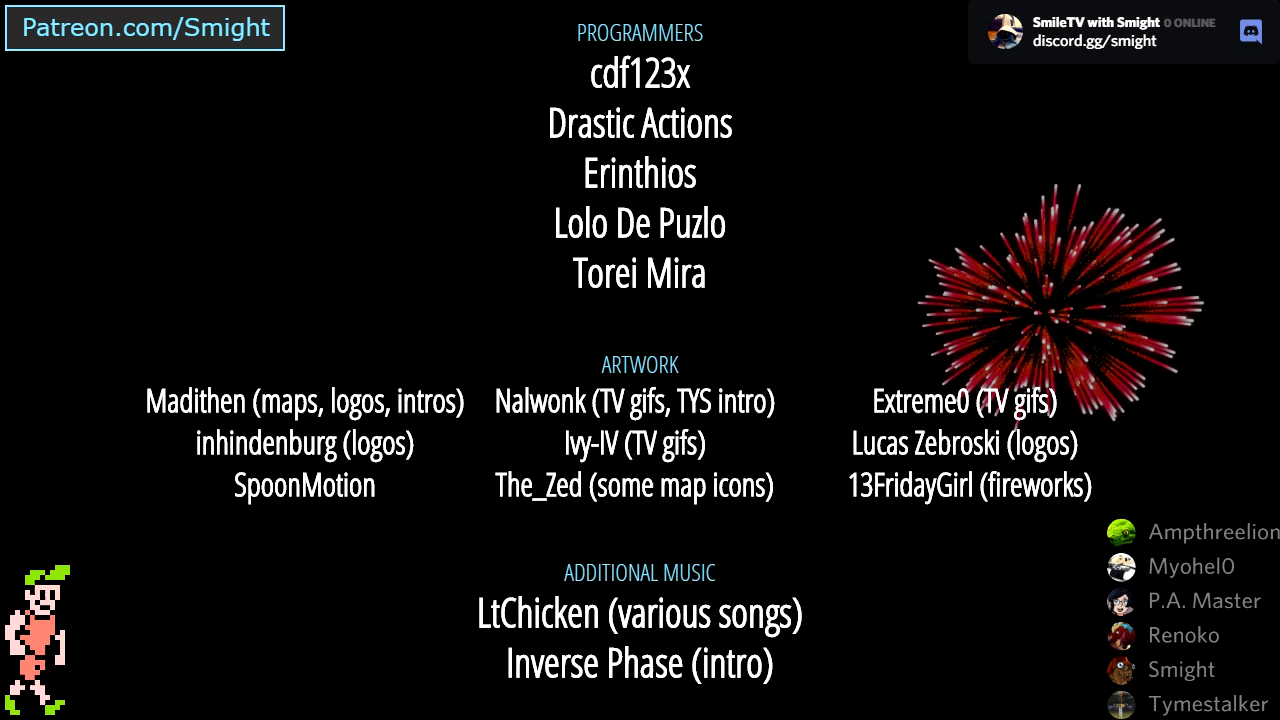 Patreon.com/Smight
SmileTV with Smight 0 ONLINE
discord.gg/smight
PROGRAMMERS
cdf123x
Drastic Actions
Erinthios
Lolo De Puzlo
Torei Mira
ARTWORK
Madithen (maps, logos, intros) Nalwonk (TV gifs, TYS intro) Extreme0 (TV gifs)
inhindenburg (logos) Ivy-IV (TV gifs) Lucas Zebroski (logos)
SpoonMotion The_Zed (some map icons) 13FridayGirl (fireworks)
ADDITIONAL MUSIC
LtChicken (various songs)
Inverse Phase (intro)
Ampthreelion
Myohel0
P.A. Master
Renoko
Smight
Tymestalker